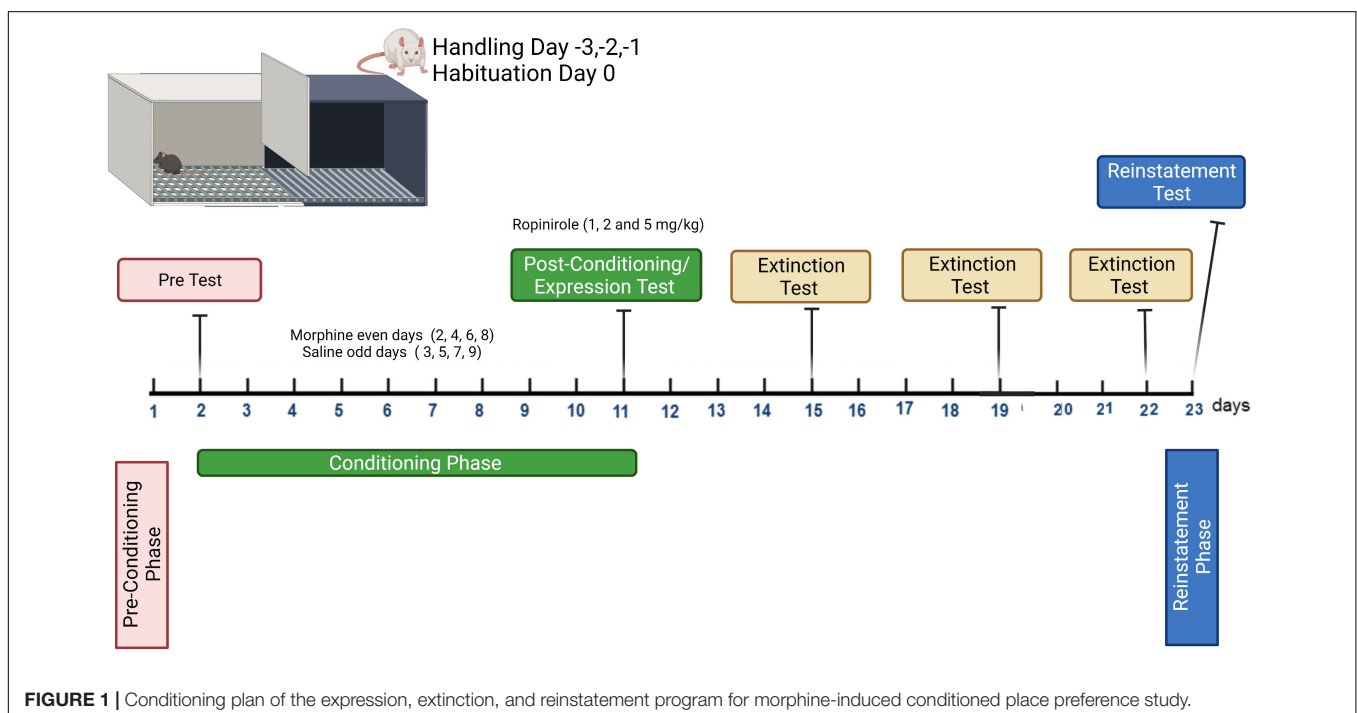 Handling Day -3,-2,-1
Habituation Day 0
Reinstatement
Test
Ropinirole (1, 2 and 5 mg/kg)
Pre Test
Post-Conditioning/
Expression Test
Extinction
Test
Extinction
Test
Extinction
Test
Morphine even days (2, 4, 6, 8)
Saline odd days ( 3, 5, 7, 9)
1 2 3 4 5 6 7 8 9 10 11 12 13 14 15 16 17 18 19 20 21 22 23 days
Conditioning Phase
Pre-Conditioning
Phase
Reinstatement
Phase
FIGURE 1 | Conditioning plan of the expression, extinction, and reinstatement program for morphine-induced conditioned place preference study.